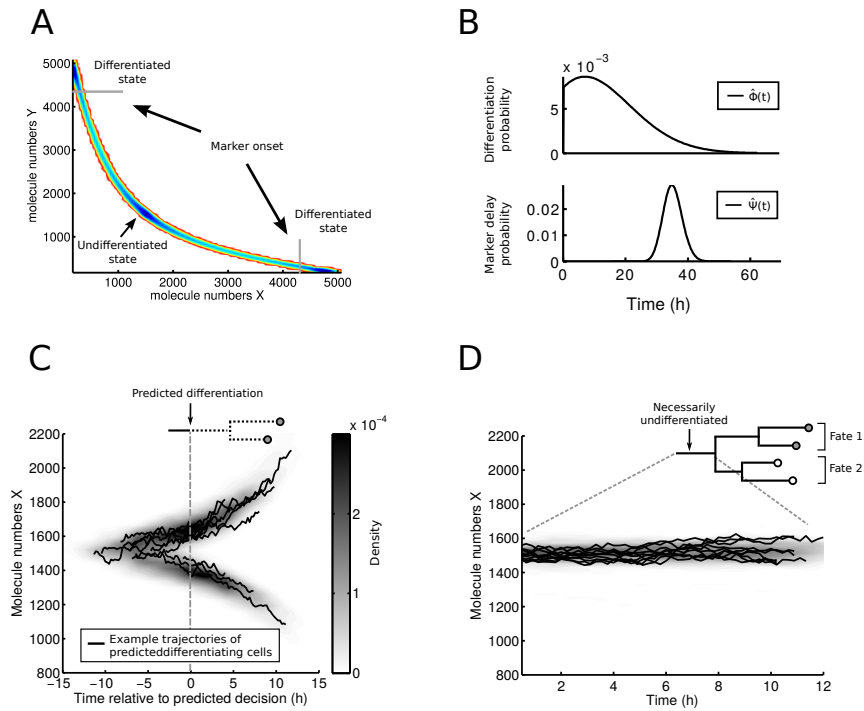 A
molecule numbers Y
5000
4000
3000
2000
1000
Differentiated
state
Marker onset
Undifferentiated
state
Differentiated
state
1000
2000
3000
4000
5000
molecule numbers X
B
x 10⁻³
Differentiation
probability
5
0
Φ̂(t)
Marker delay
probability
0.02
0.01
0
Ψ̂(t)
0
20
40
60
Time (h)
C
Predicted differentiation
Molecule numbers X
2200
2000
1800
1600
1400
1200
1000
800
Example trajectories of
predicteddifferentiating cells
−15
−10
−5
0
5
10
15
Time relative to predicted decision (h)
x 10⁻⁴
2
1
0
Density
D
Necessarily
undifferentiated
Fate 1
Fate 2
Molecule numbers X
2200
2000
1800
1600
1400
1200
1000
800
2
4
6
8
10
12
Time (h)